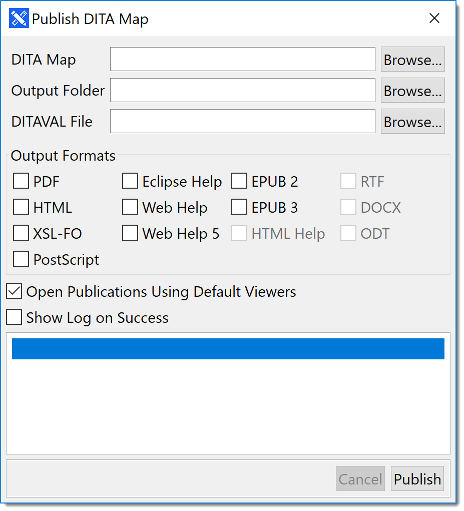 Publish DITA Map
DITA Map Browse...
Output Folder Browse...
DITAVAL File Browse...
Output Formats
PDF Eclipse Help EPUB 2 RTF
HTML Web Help EPUB 3 DOCX
XSL-FO Web Help 5 HTML Help ODT
PostScript
Open Publications Using Default Viewers
Show Log on Success
Cancel Publish